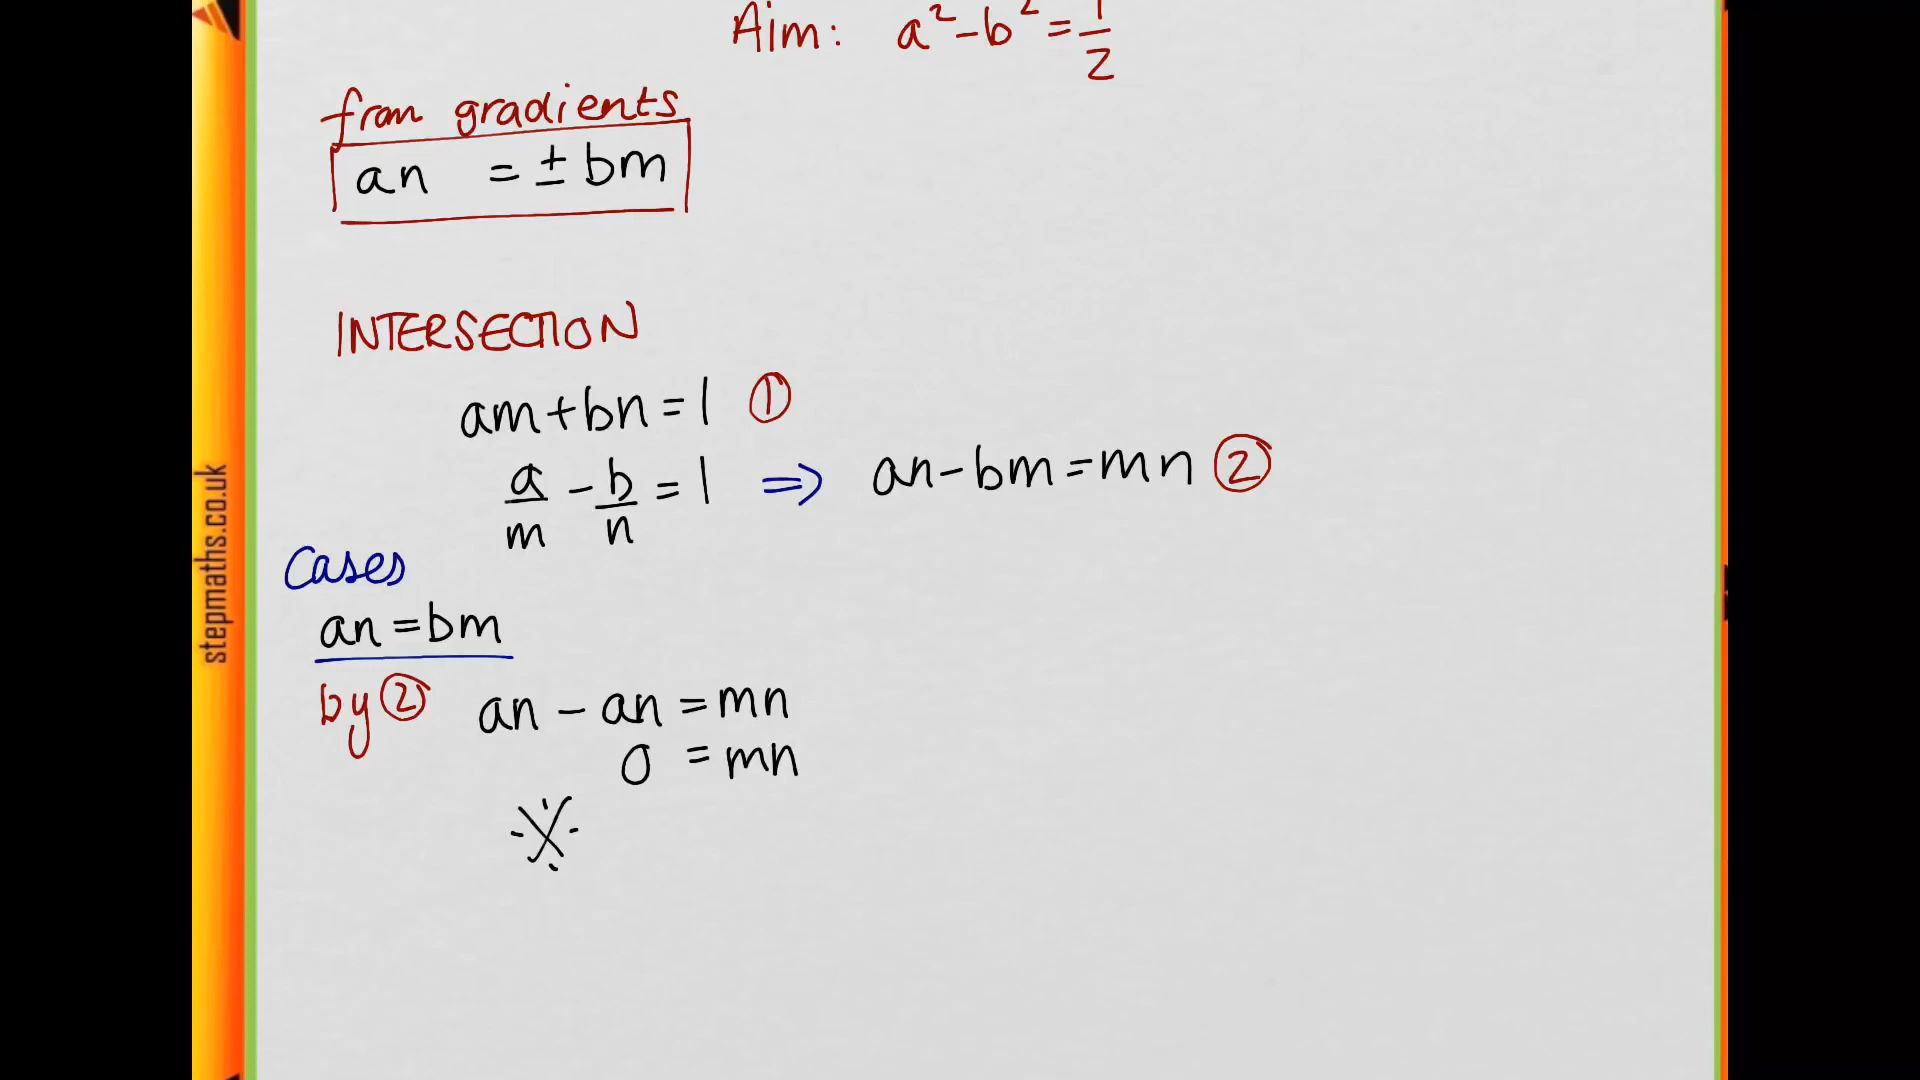 Aim: a² - b² = 1/2
from gradients
an = ± bm
INTERSECTION
am + bn = 1 ①
a/m - b/n = 1 ⇒ an - bm = mn ②
Cases
an = bm
by ② an - an = mn
0 = mn
stepmaths.co.uk